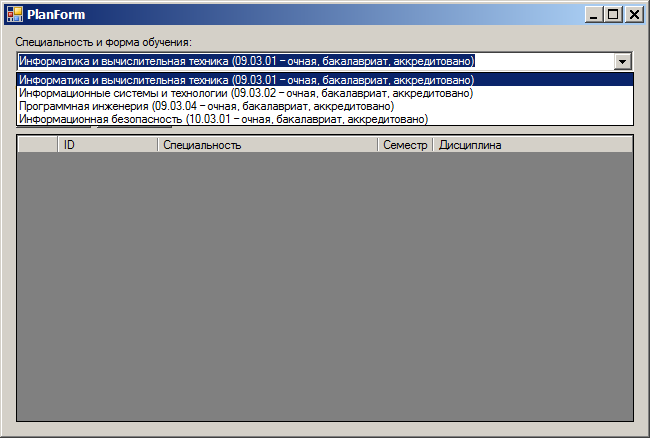 PlanForm
Специальность и форма обучения:
Информатика и вычислительная техника (09.03.01 – очная, бакалавриат, аккредитовано)
Информатика и вычислительная техника (09.03.01 – очная, бакалавриат, аккредитовано)
Информационные системы и технологии (09.03.02 – очная, бакалавриат, аккредитовано)
Программная инженерия (09.03.04 – очная, бакалавриат, аккредитовано)
Информационная безопасность (10.03.01 – очная, бакалавриат, аккредитовано)
ID Специальность Семестр Дисциплина